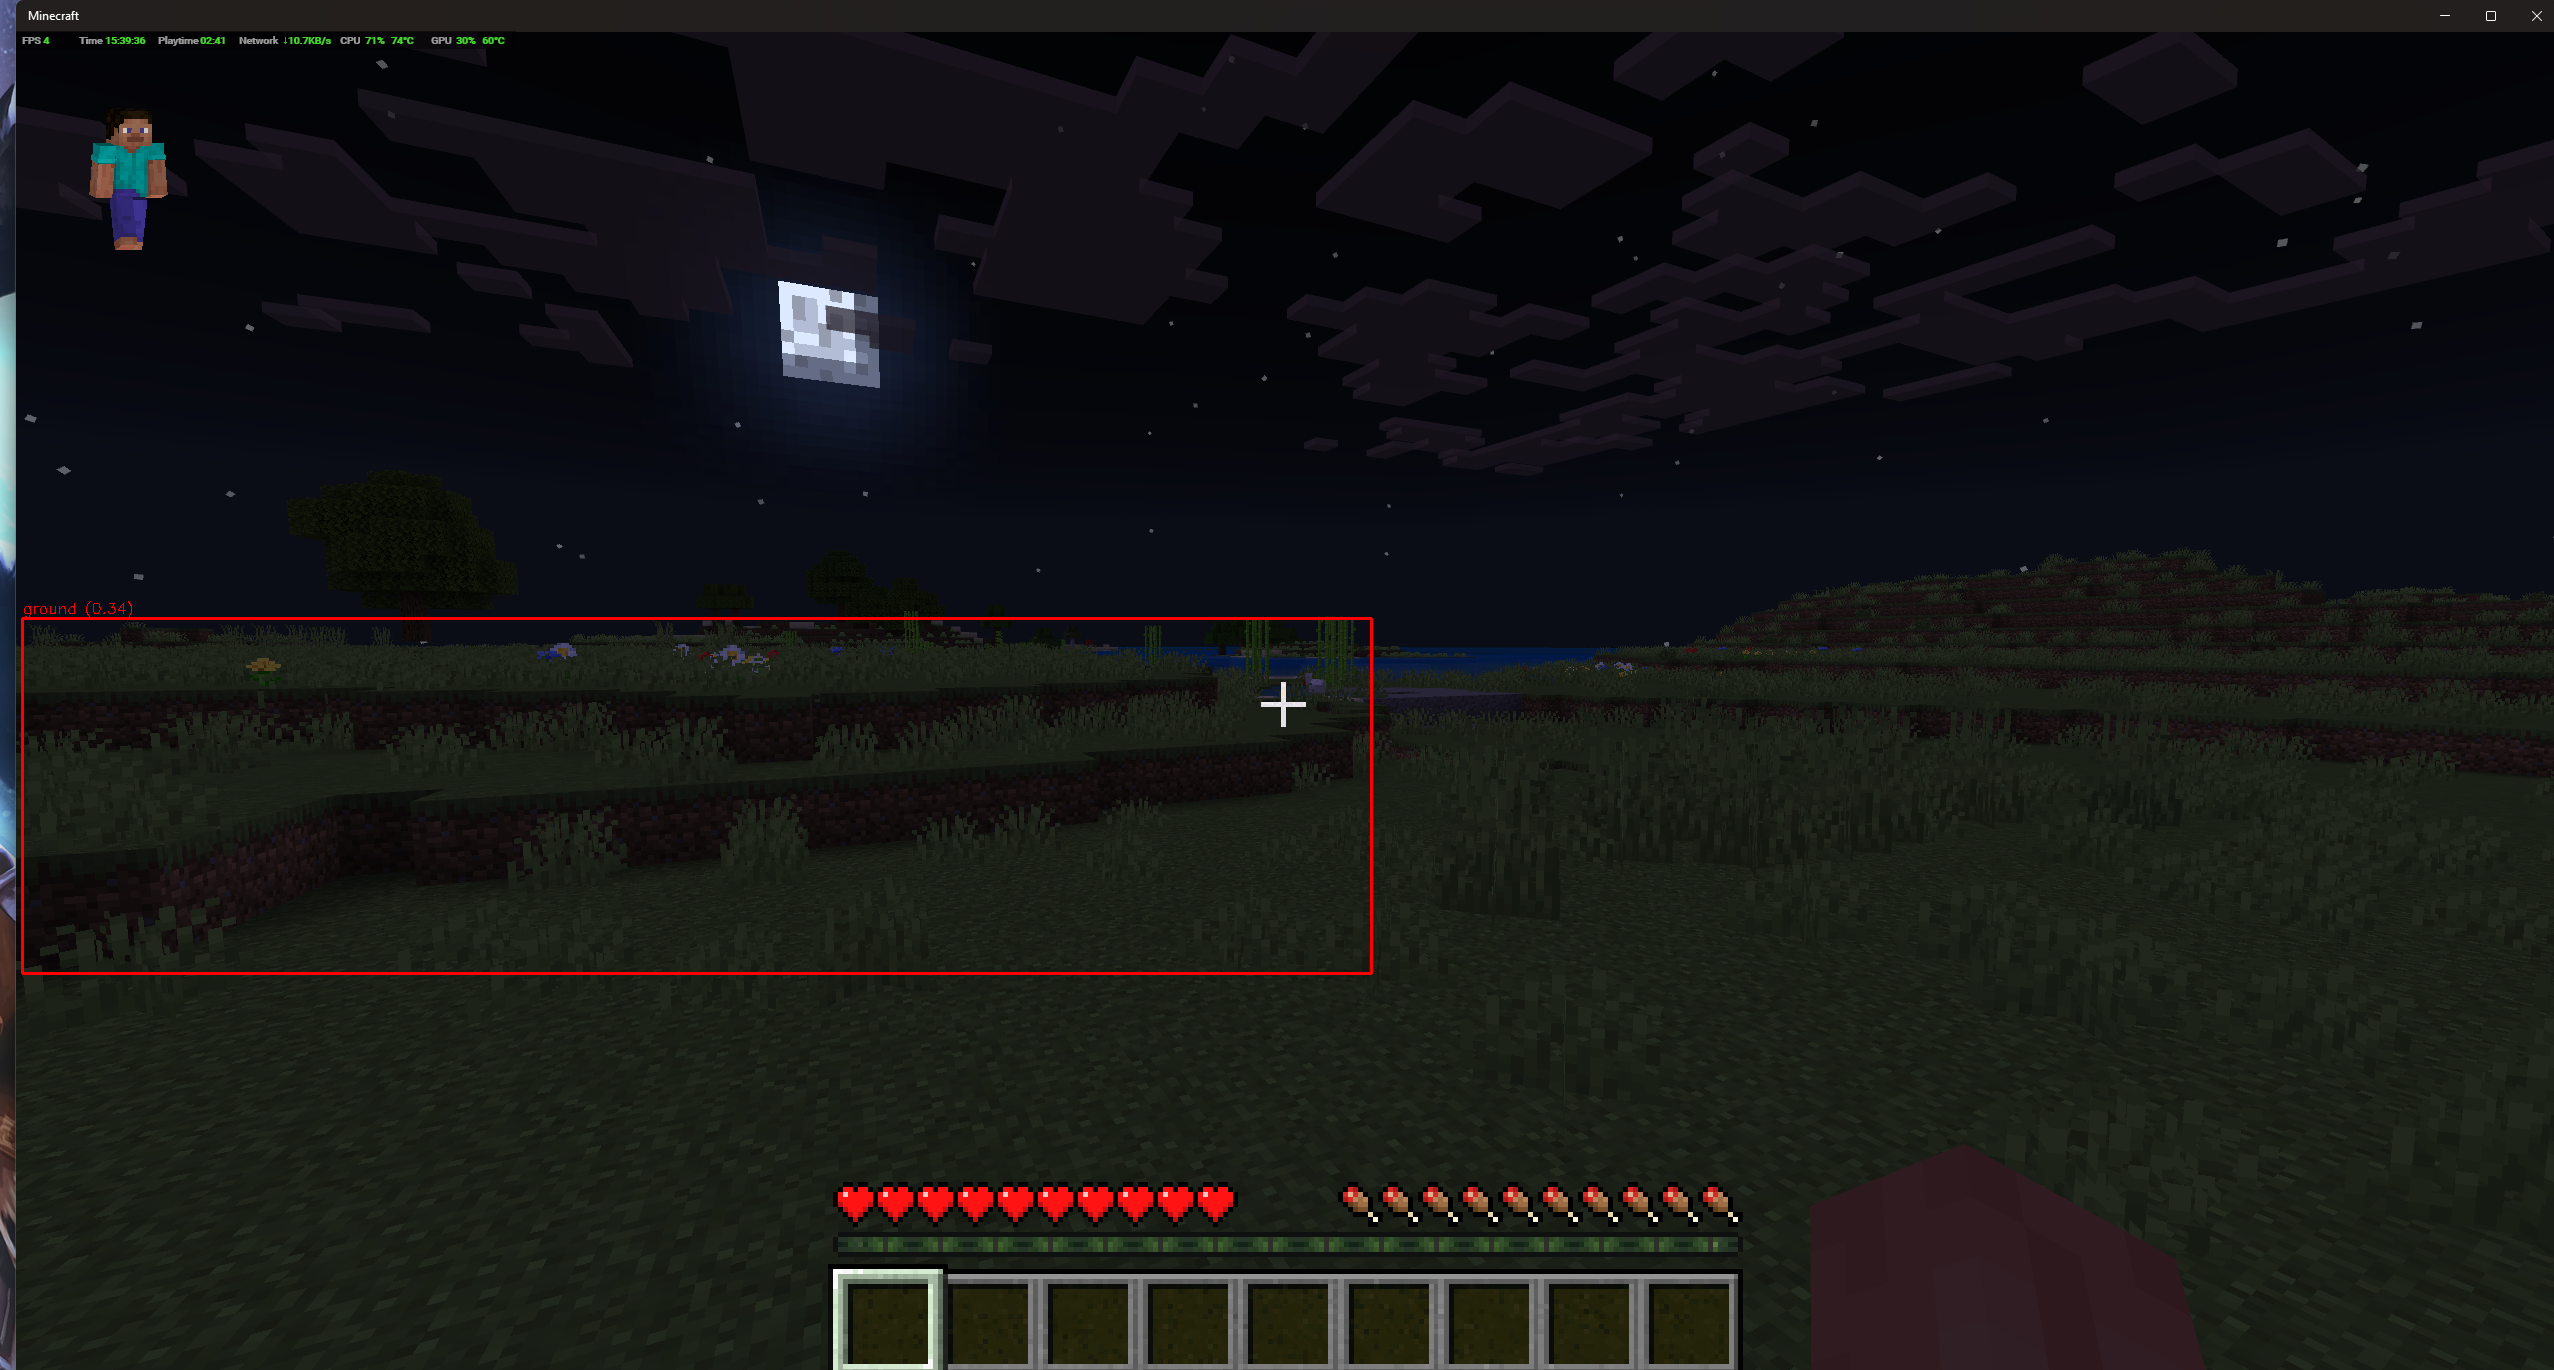 Minecraft
FPS 4 Time 15:39:36 Playtime 02:41 Network ↓10.7KB/s CPU 71% 74°C GPU 30% 60°C
ground (0.34)